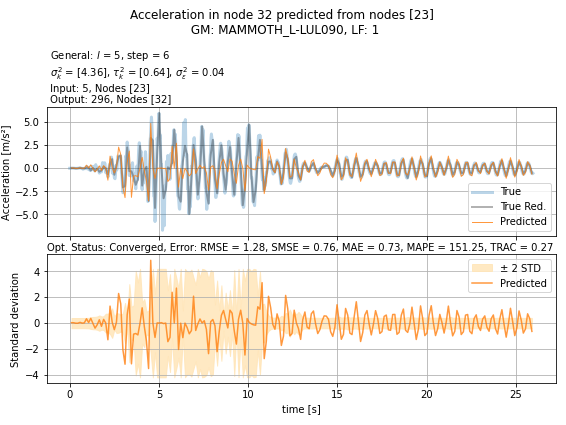 Acceleration in node 32 predicted from nodes [23]
GM: MAMMOTH_L-LUL090, LF: 1
General: l = 5, step = 6
σ²ₖ = [4.36], τ²ₖ = [0.64], σ²ε = 0.04
Input: 5, Nodes [23]
Output: 296, Nodes [32]
Acceleration [m/s²]
5.0
2.5
0.0
−2.5
−5.0
True
True Red.
Predicted
Opt. Status: Converged, Error: RMSE = 1.28, SMSE = 0.76, MAE = 0.73, MAPE = 151.25, TRAC = 0.27
Standard deviation
4
2
0
−2
−4
± 2 STD
Predicted
0 5 10 15 20 25
time [s]